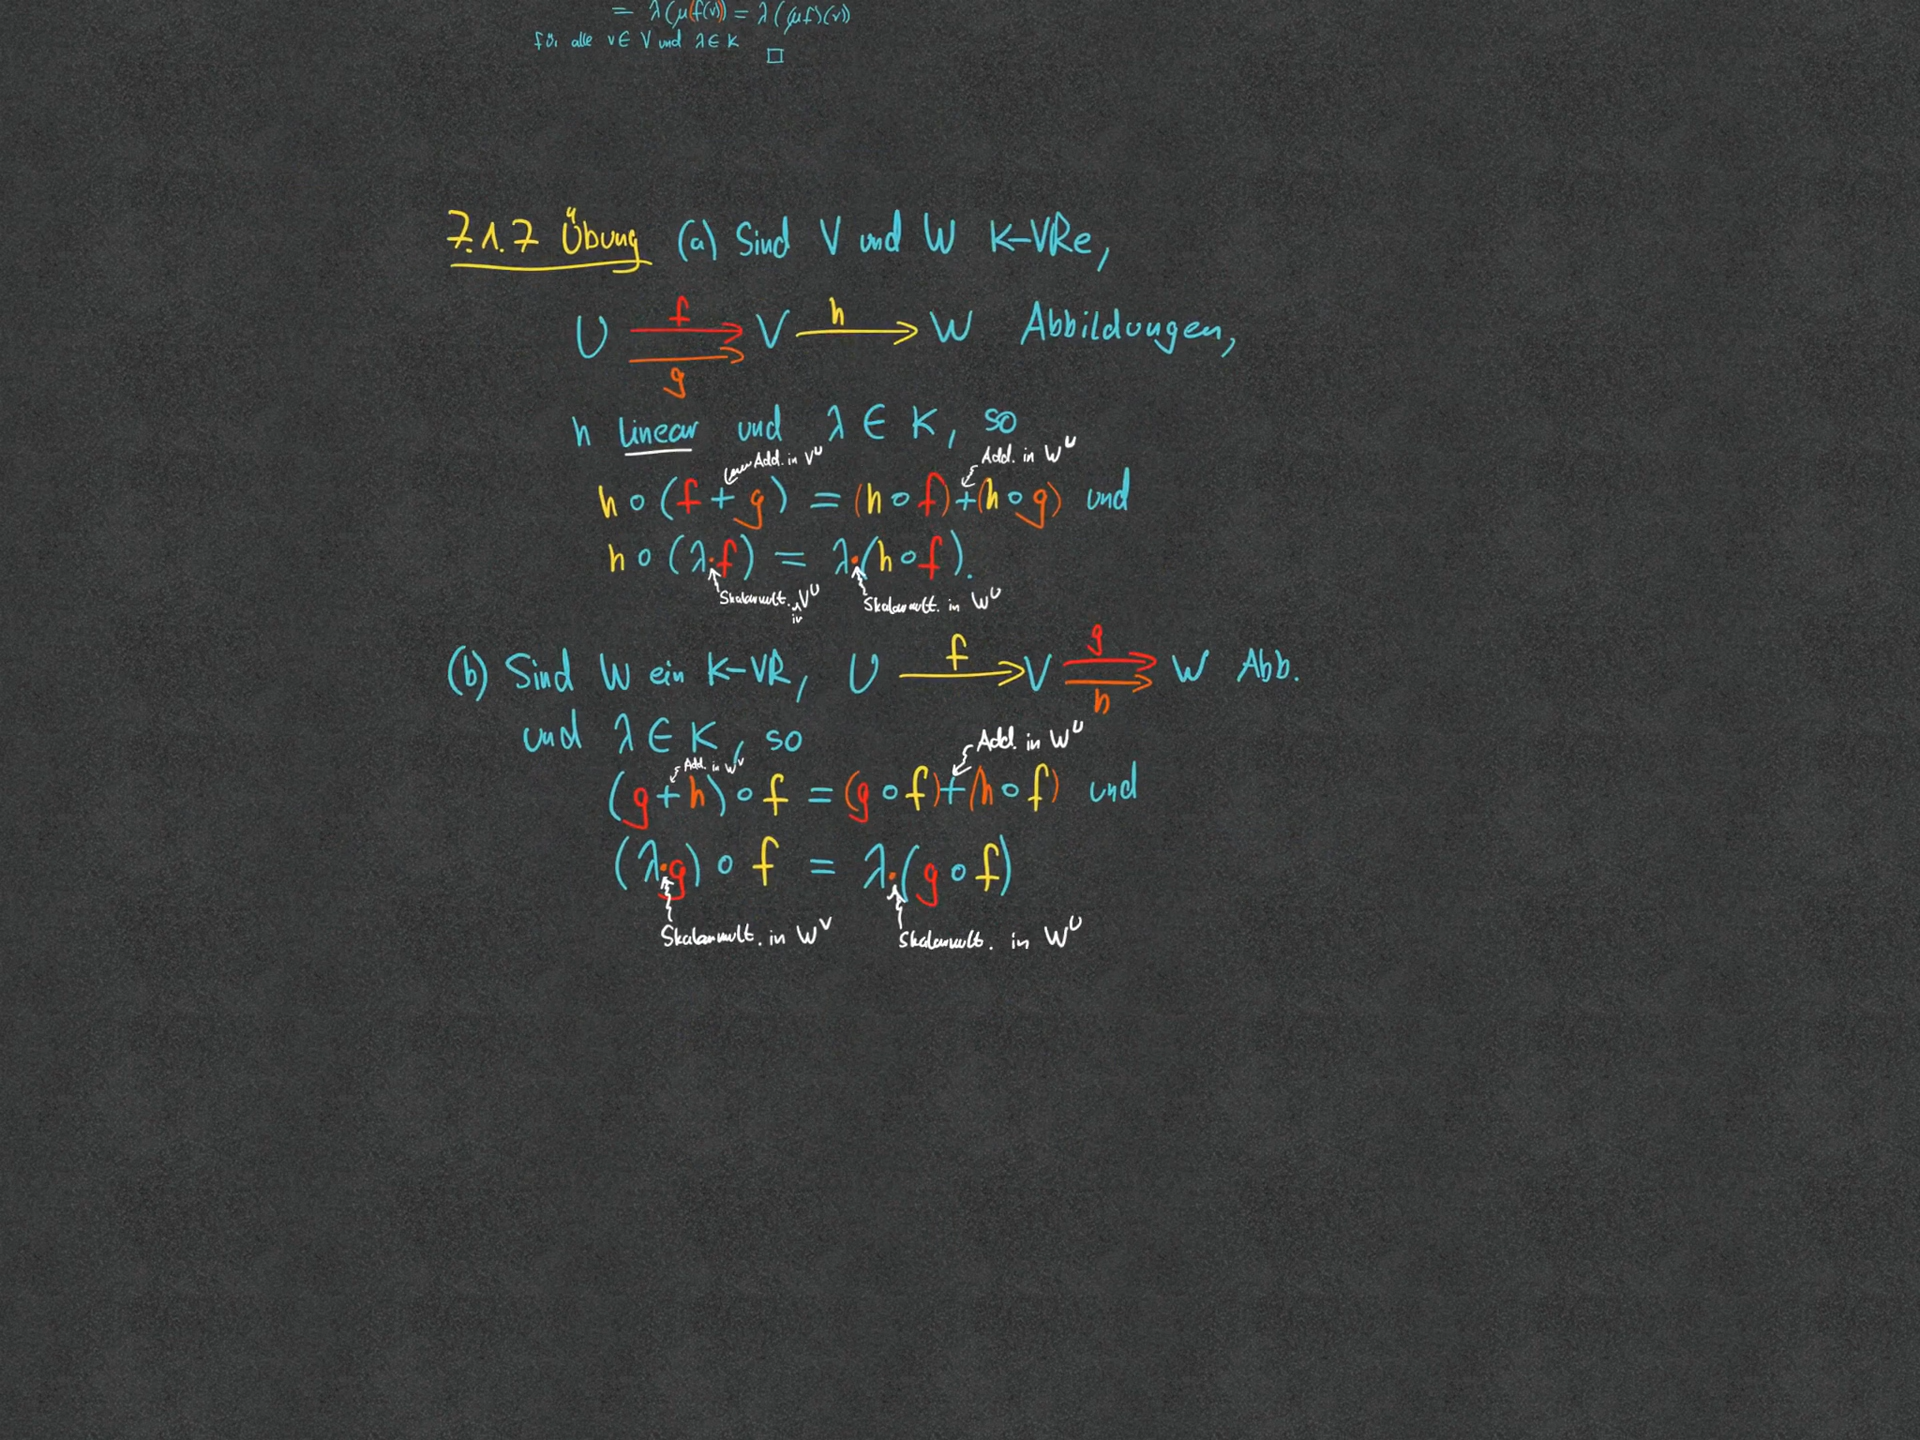 = λ(μ(f(v)) = λ(μf)(v)
für alle v ∈ V und λ ∈ K □
7.1.7 Übung (a) Sind V und W K-VRe,
f h
U → V → W Abbildungen,
g
h linear und λ ∈ K, so
Add. in V^U Add. in W^U
h ∘ (f + g) = (h ∘ f) + (h ∘ g) und
h ∘ (λ · f) = λ · (h ∘ f).
Skalarmult. in V^U Skalarmult. in W^U
f g
(b) Sind W ein K-VR, U → V → W Abb.
h
und λ ∈ K, so Add. in W^U
Add. in W^V
(g + h) ∘ f = (g ∘ f) + (h ∘ f) und
(λ · g) ∘ f = λ · (g ∘ f)
Skalarmult. in W^V Skalarmult. in W^U